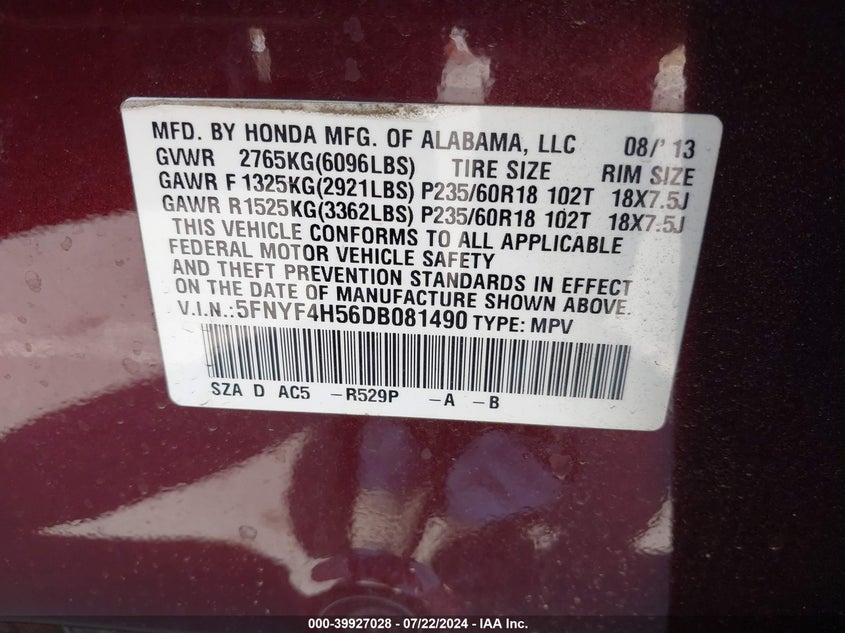 MFD. BY HONDA MFG. OF ALABAMA, LLC 08/' 13
GVWR 2765KG(6096LBS) TIRE SIZE RIM SIZE
GAWR F 1325KG(2921LBS) P235/60R18 102T 18X7.5J
GAWR R1525KG(3362LBS) P235/60R18 102T 18X7.5J
THIS VEHICLE CONFORMS TO ALL APPLICABLE
FEDERAL MOTOR VEHICLE SAFETY
AND THEFT PREVENTION STANDARDS IN EFFECT
ON THE DATE OF MANUFACTURE SHOWN ABOVE.
V.I.N.:5FNYF4H56DB081490 TYPE: MPV
SZA D AC5 –R529P –A –B
000-39927028 - 07/22/2024 - IAA Inc.